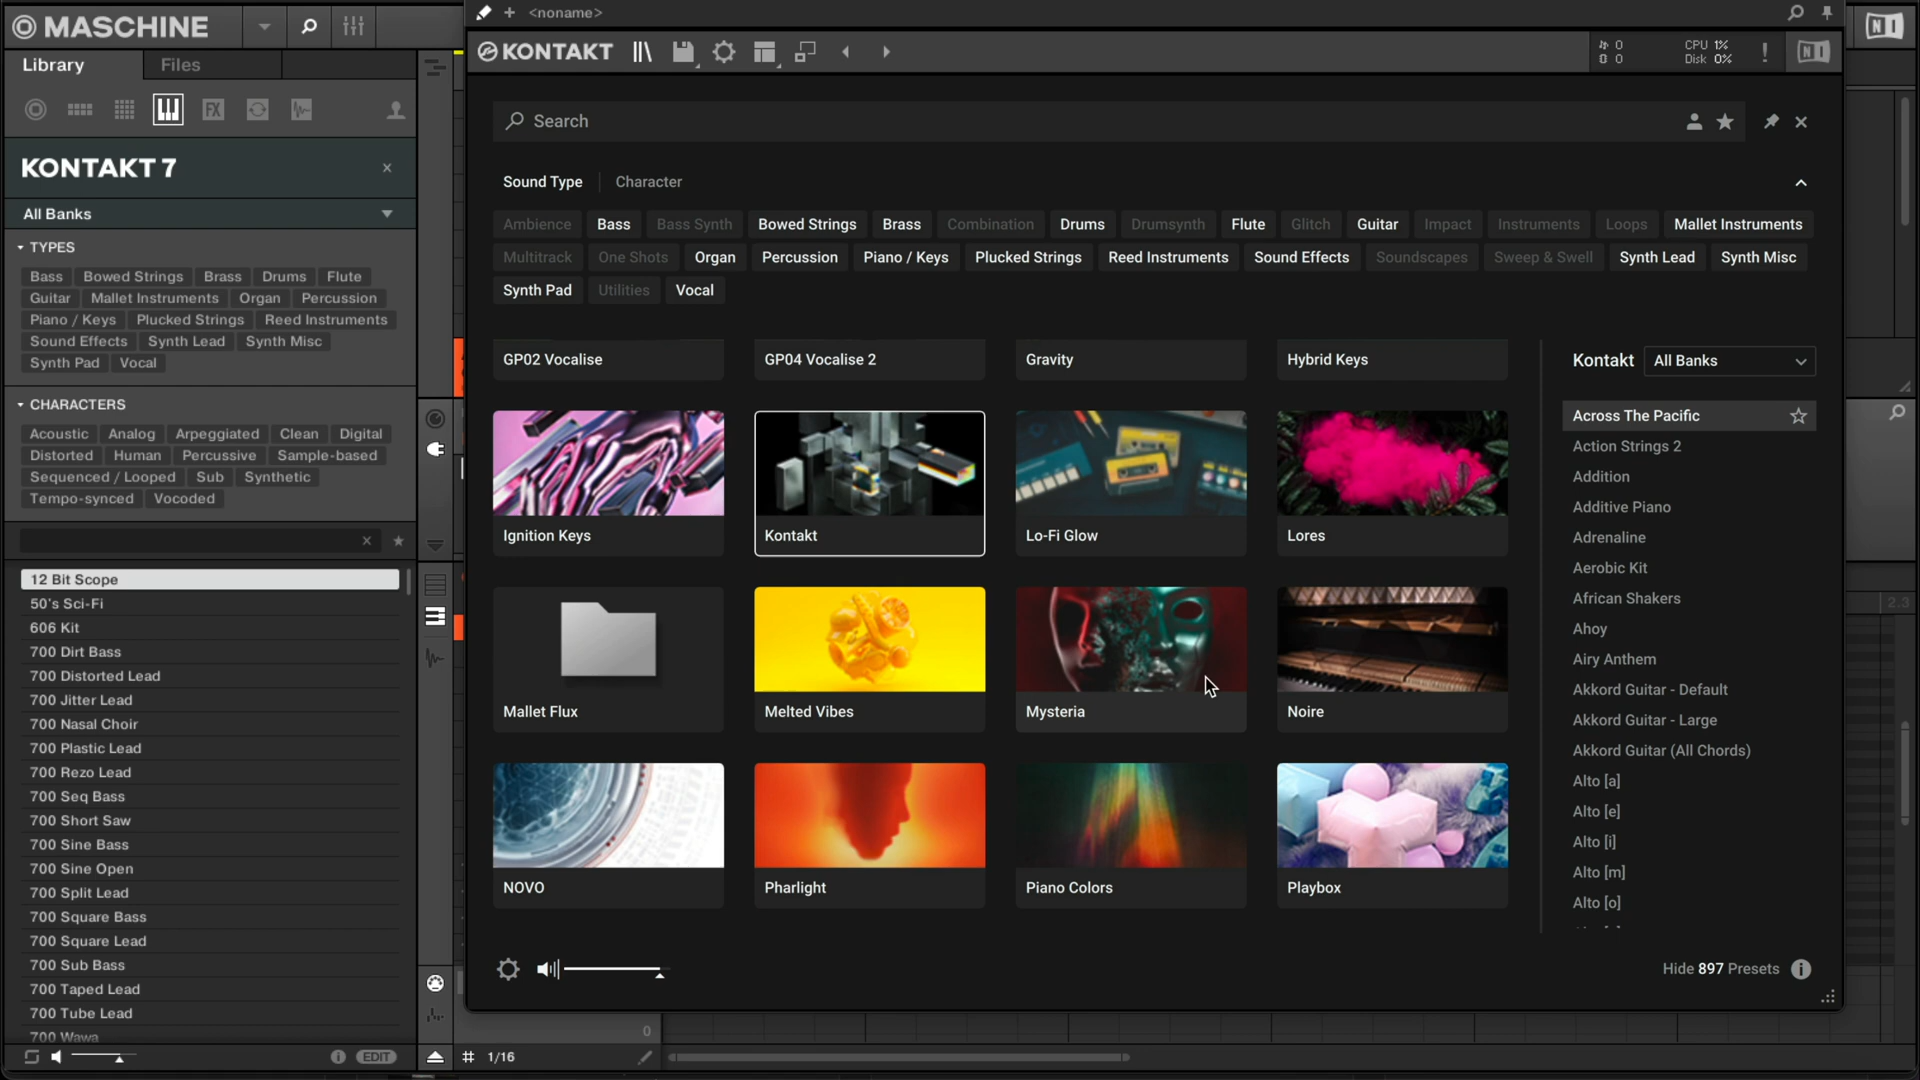 MASCHINE
Library
Files
FX
KONTAKT 7
All Banks
TYPES
Bass Bowed Strings Brass Drums Flute
Guitar Mallet Instruments Organ Percussion
Piano / Keys Plucked Strings Reed Instruments
Sound Effects Synth Lead Synth Misc
Synth Pad Vocal
CHARACTERS
Acoustic Analog Arpeggiated Clean Digital
Distorted Human Percussive Sample-based
Sequenced / Looped Sub Synthetic
Tempo-synced Vocoded
12 Bit Scope
50's Sci-Fi
606 Kit
700 Dirt Bass
700 Distorted Lead
700 Jitter Lead
700 Nasal Choir
700 Plastic Lead
700 Rezo Lead
700 Seq Bass
700 Short Saw
700 Sine Bass
700 Sine Open
700 Split Lead
700 Square Bass
700 Square Lead
700 Sub Bass
700 Taped Lead
700 Tube Lead
700 Wawa
EDIT
<noname>
KONTAKT
0
0
CPU 1%
Disk 0%
NI
NI
Search
Sound Type Character
Ambience Bass Bass Synth Bowed Strings Brass Combination Drums Drumsynth Flute Glitch Guitar Impact Instruments Loops Mallet Instruments
Multitrack One Shots Organ Percussion Piano / Keys Plucked Strings Reed Instruments Sound Effects Soundscapes Sweep & Swell Synth Lead Synth Misc
Synth Pad Utilities Vocal
GP02 Vocalise GP04 Vocalise 2 Gravity Hybrid Keys
Ignition Keys Kontakt Lo-Fi Glow Lores
Mallet Flux Melted Vibes Mysteria Noire
NOVO Pharlight Piano Colors Playbox
Kontakt All Banks
Across The Pacific
Action Strings 2
Addition
Additive Piano
Adrenaline
Aerobic Kit
African Shakers
Ahoy
Airy Anthem
Akkord Guitar - Default
Akkord Guitar - Large
Akkord Guitar (All Chords)
Alto [a]
Alto [e]
Alto [i]
Alto [m]
Alto [o]
Hide 897 Presets
2.3
0
1/16